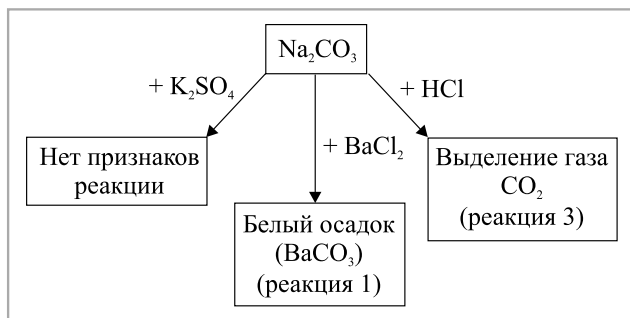 Na₂CO₃
+ K₂SO₄
+ HCl
+ BaCl₂
Нет признаков
реакции
Выделение газа
CO₂
(реакция 3)
Белый осадок
(BaCO₃)
(реакция 1)